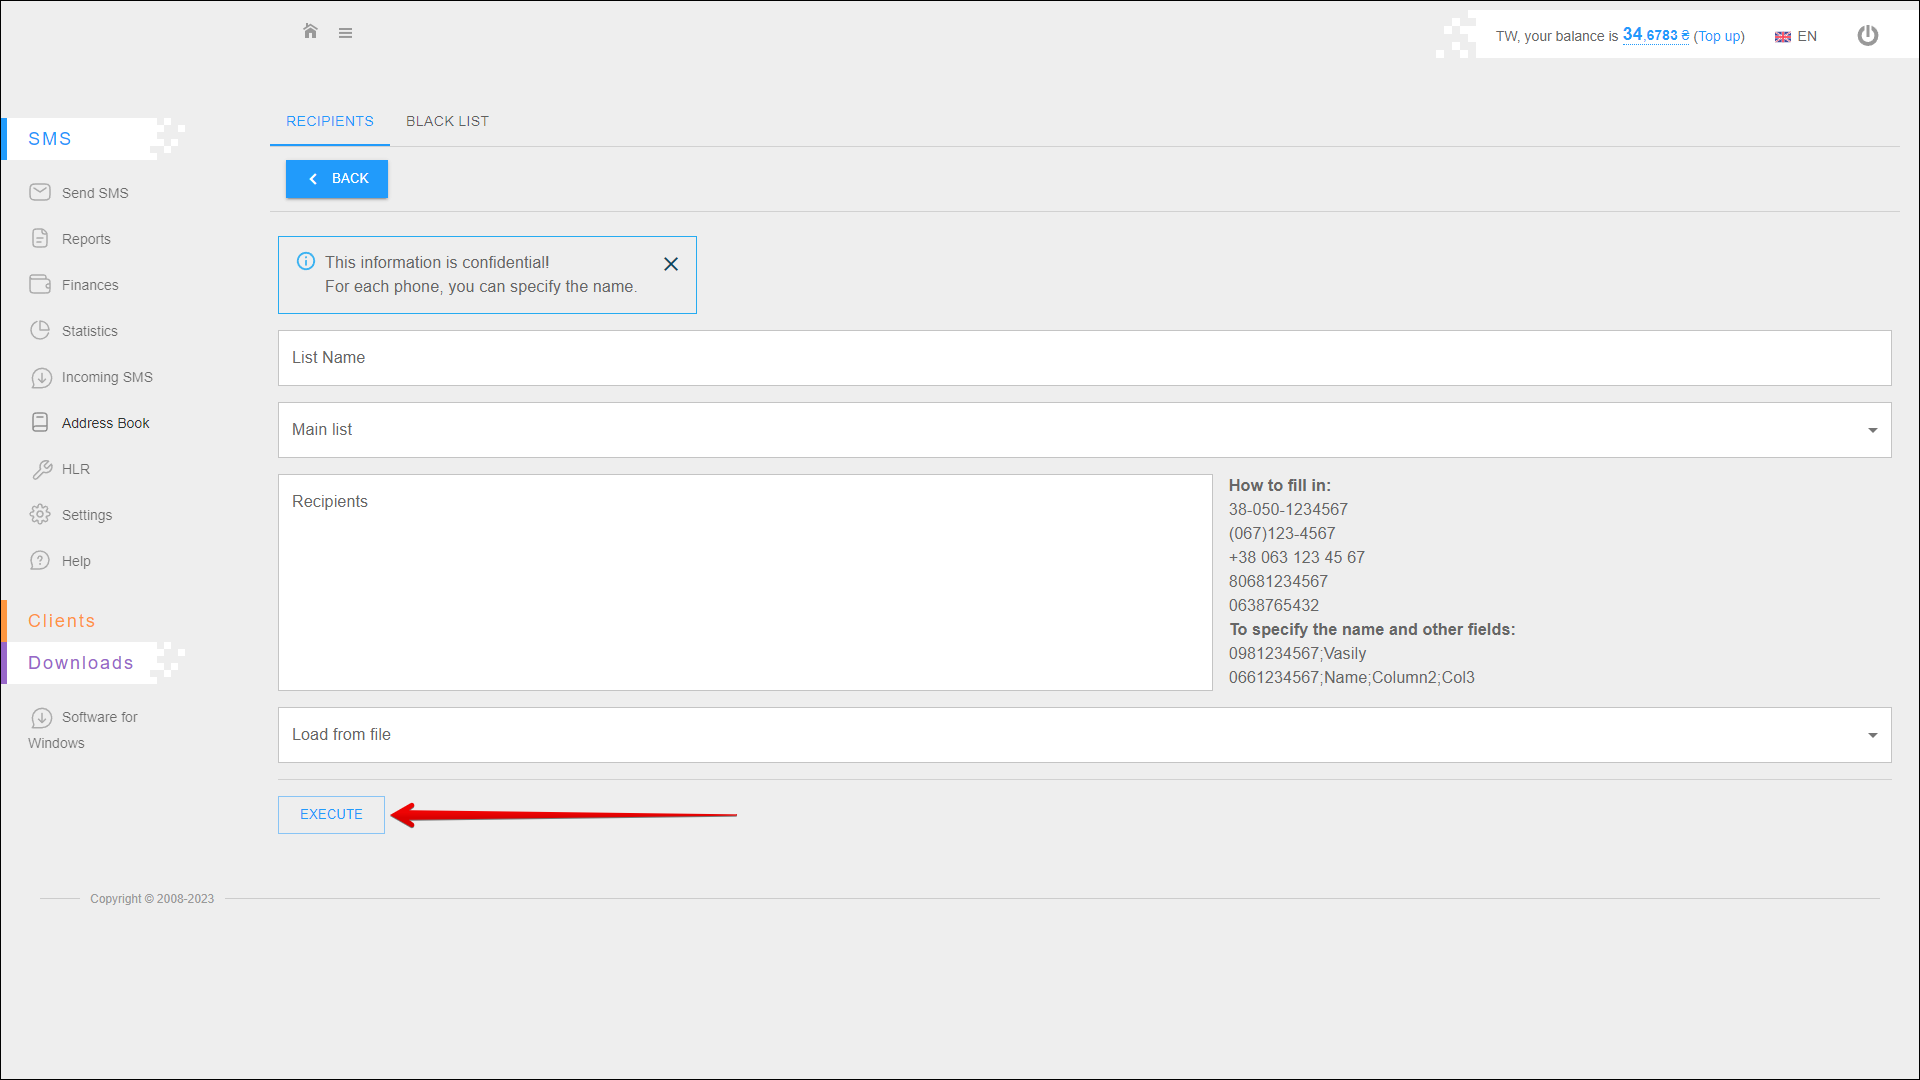 TW, your balance is 34,6783 ₴ (Top up)
EN
SMS
Send SMS
Reports
Finances
Statistics
Incoming SMS
Address Book
HLR
Settings
Help
Clients
Downloads
Software for
Windows
RECIPIENTS
BLACK LIST
BACK
This information is confidential!
For each phone, you can specify the name.
List Name
Main list
Recipients
How to fill in:
38-050-1234567
(067)123-4567
+38 063 123 45 67
80681234567
0638765432
To specify the name and other fields:
0981234567;Vasily
0661234567;Name;Column2;Col3
Load from file
EXECUTE
Copyright © 2008-2023